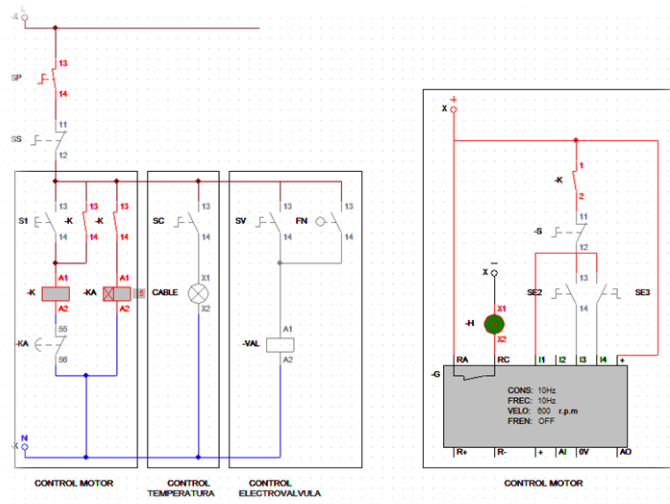 -X L
SP
13
14
SS
11
12
S1
13
14
-K
13
14
-K
13
14
SC
13
14
SV
13
14
FN
13
14
-K
A1
A2
-KA
A1
A2
CABLE
X1
X2
-KA
55
56
-VAL
A1
A2
-X N
CONTROL MOTOR
CONTROL
TEMPERATURA
CONTROL
ELECTROVALVULA
+
X
-K
1
2
-S
11
12
SE2
13
14
13
14
SE3
X
-H
X1
X2
RA RC I1 I2 I3 I4 +
-G
CONS: 10Hz
FREC: 10Hz
VELO: 600 r.p.m
FREN: OFF
R+ R- + AI 0V AO
CONTROL MOTOR